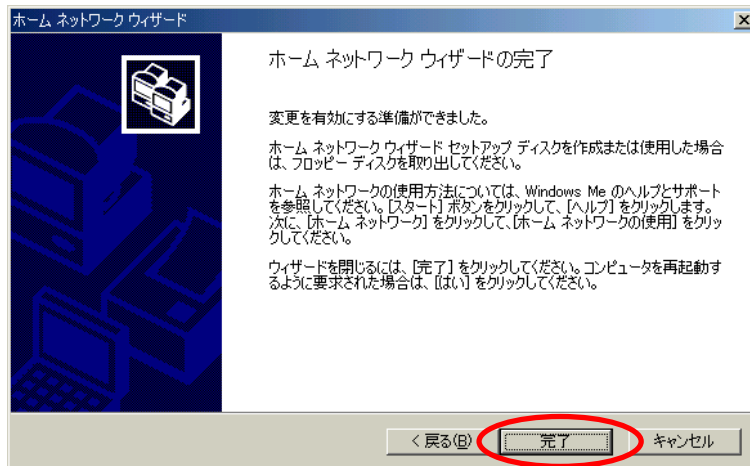 ホーム ネットワーク ウィザード
ホーム ネットワーク ウィザードの完了
変更を有効にする準備ができました。
ホーム ネットワーク ウィザード セットアップ ディスクを作成または使用した場合
は、フロッピー ディスクを取り出してください。
ホーム ネットワークの使用方法については、Windows Me のヘルプとサポート
を参照してください。[スタート] ボタンをクリックして、[ヘルプ] をクリックします。
次に、[ホーム ネットワーク] をクリックして、[ホーム ネットワークの使用] をクリッ
クしてください。
ウィザードを閉じるには、[完了] をクリックしてください。コンピュータを再起動す
るように要求された場合は、[はい] をクリックしてください。
< 戻る(B)
完了
キャンセル